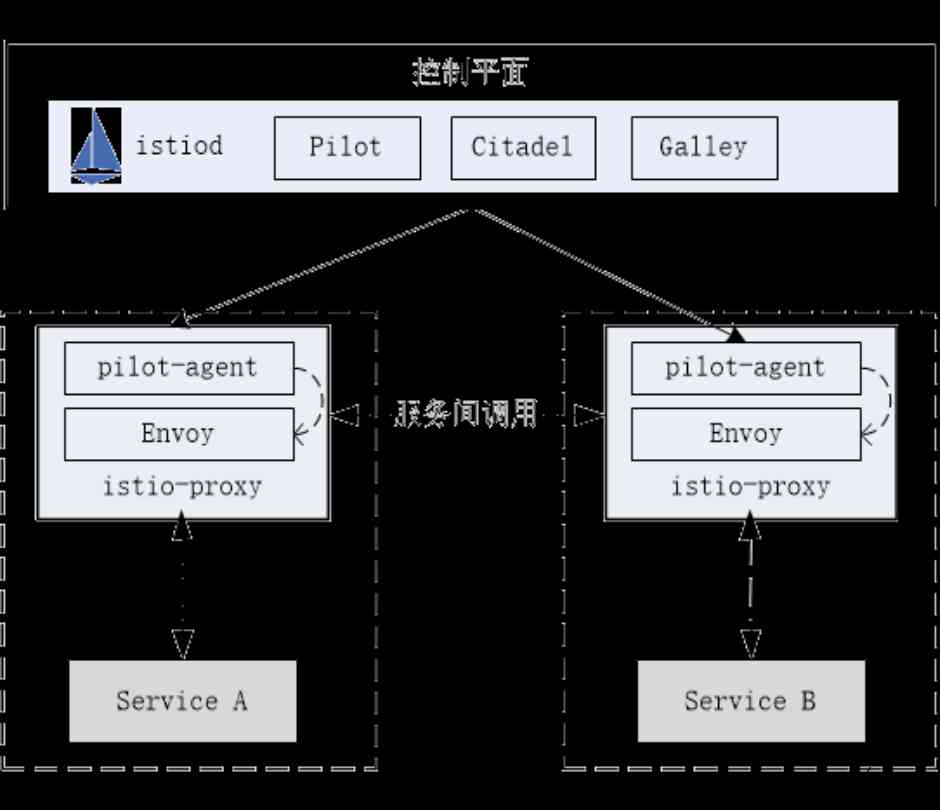 控制平面
istiod
Pilot
Citadel
Galley
pilot-agent
Envoy
istio-proxy
服务间调用
pilot-agent
Envoy
istio-proxy
Service A
Service B